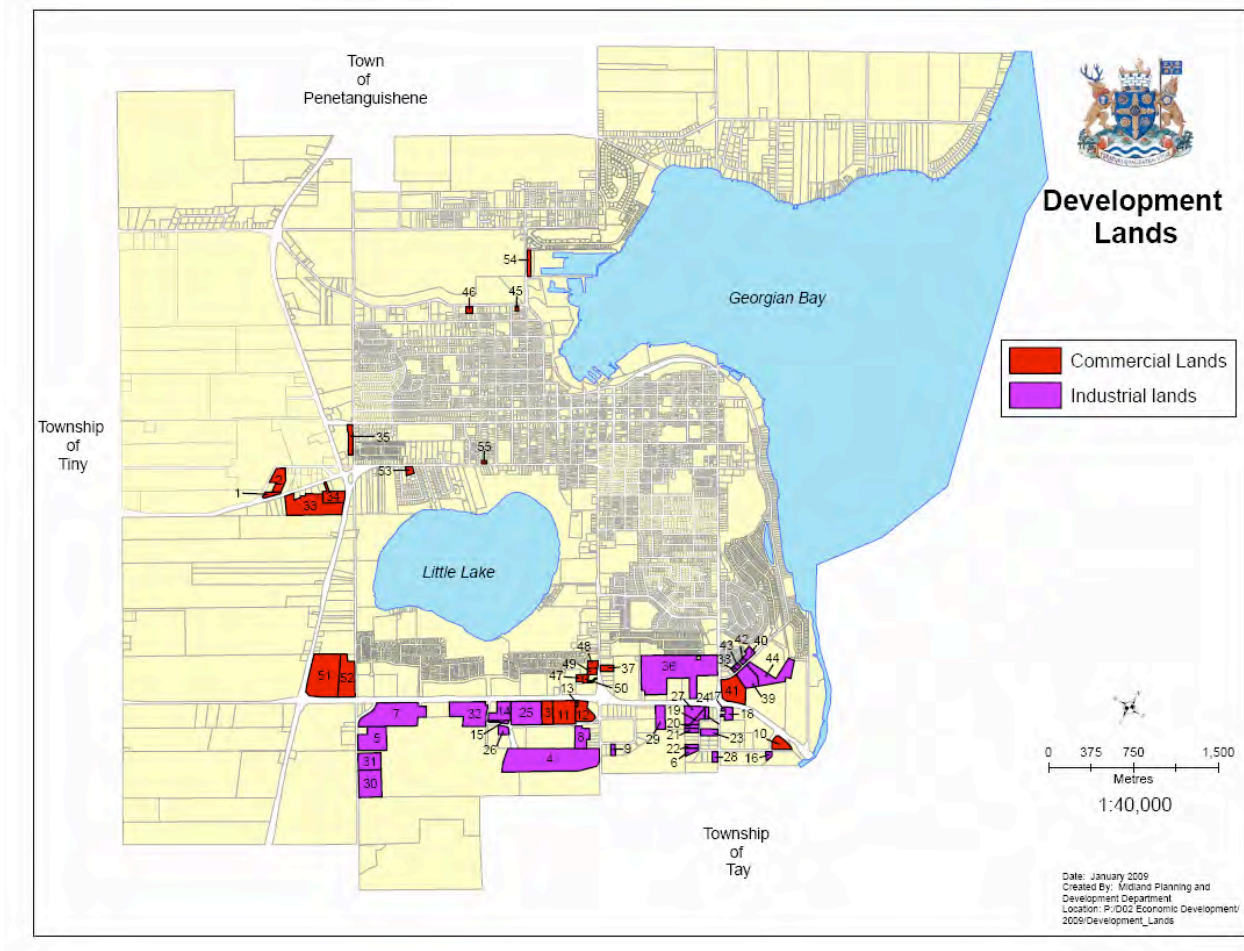 Town
of
Penetanguishene
Development
Lands
Georgian Bay
Commercial Lands
Industrial lands
Township
of
Tiny
Little Lake
54
46
45
35
55
53
1
2
33
34
48
49
47
37
50
13
36
43
42
40
38
44
39
41
51
52
27
24
17
7
32
14
25
3
11
12
19
18
15
20
5
26
8
29
21
23
10
4
9
22
6
28
16
31
30
0 375 750 1,500
Metres
1:40,000
Township
of
Tay
Date: January 2009
Created By: Midland Planning and
Development Department
Location: P:/D02 Economic Development/
2009/Development_Lands